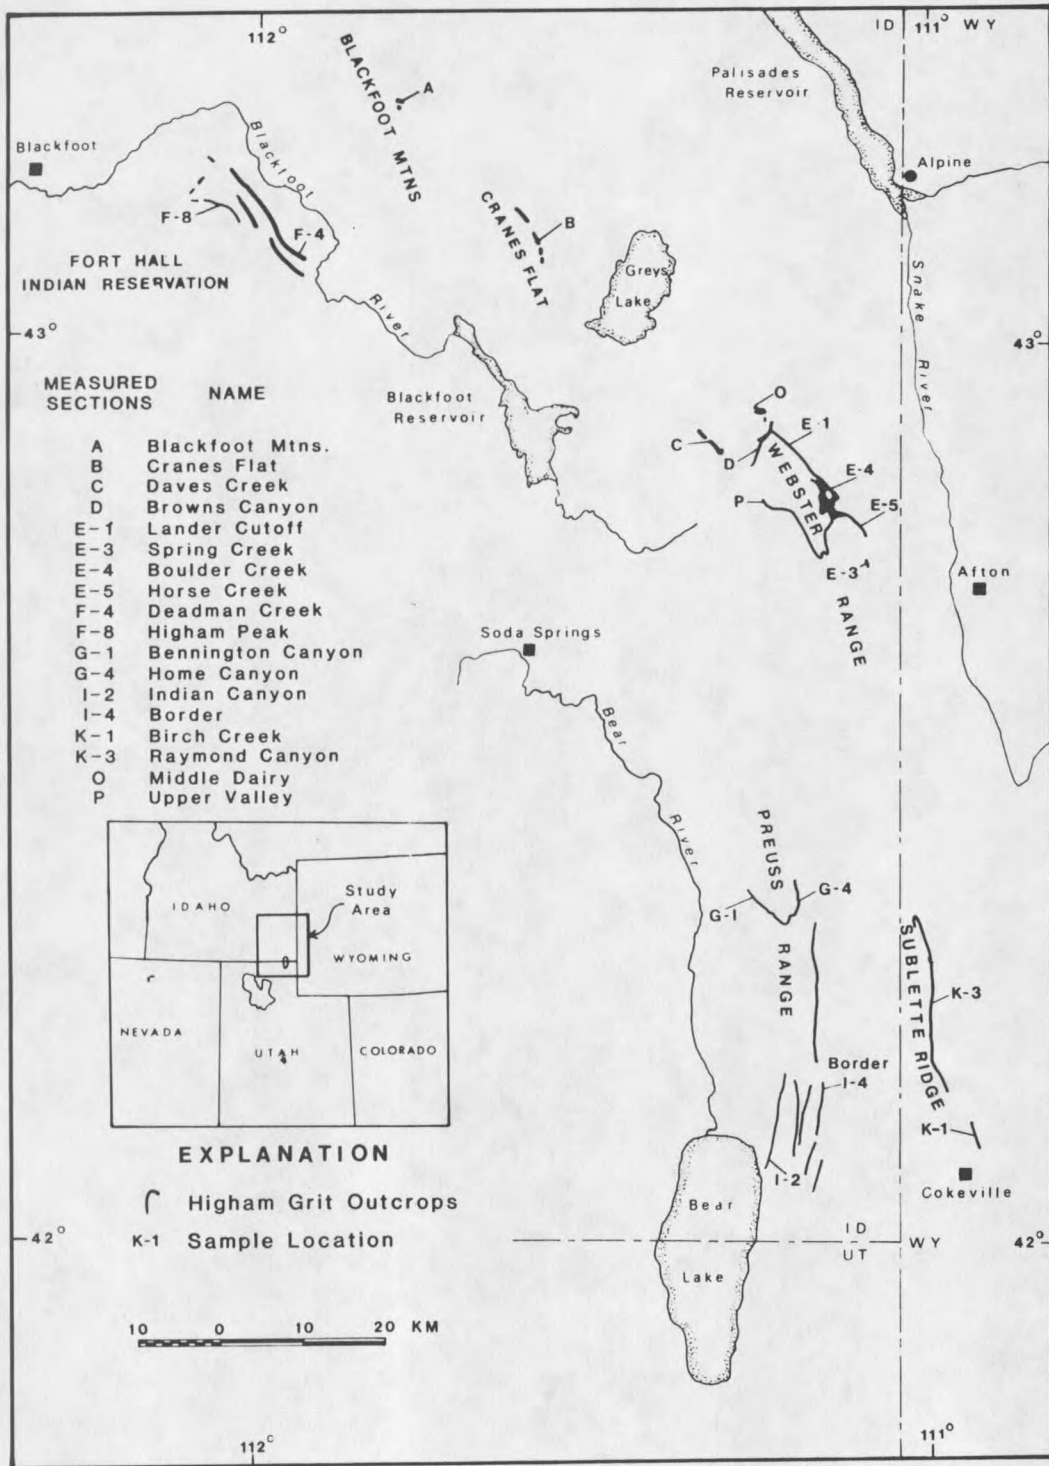 112°
ID
111°
WY
BLACKFOOT MTNS
A
Palisades
Reservoir
Blackfoot
Blackfoot
Alpine
F-8
F-4
CRANES FLAT
B
FORT HALL
INDIAN RESERVATION
Greys
Lake
Snake
River
River
43°
43°
MEASURED
SECTIONS
NAME
A Blackfoot Mtns.
B Cranes Flat
C Daves Creek
D Browns Canyon
E-1 Lander Cutoff
E-3 Spring Creek
E-4 Boulder Creek
E-5 Horse Creek
F-4 Deadman Creek
F-8 Higham Peak
G-1 Bennington Canyon
G-4 Home Canyon
I-2 Indian Canyon
I-4 Border
K-1 Birch Creek
K-3 Raymond Canyon
O Middle Dairy
P Upper Valley
Blackfoot
Reservoir
O
E-1
C
D
E-4
P
E-5
E-3
WEBSTER
RANGE
Afton
Soda Springs
Bear
River
PREUSS
RANGE
G-1
G-4
SUBLETTE RIDGE
K-3
Border
I-4
K-1
I-2
Cokeville
IDAHO
Study
Area
WYOMING
NEVADA
UTAH
COLORADO
EXPLANATION
Higham Grit Outcrops
K-1 Sample Location
Bear
Lake
ID
UT
WY
42°
42°
10 0 10 20 KM
112°
111°